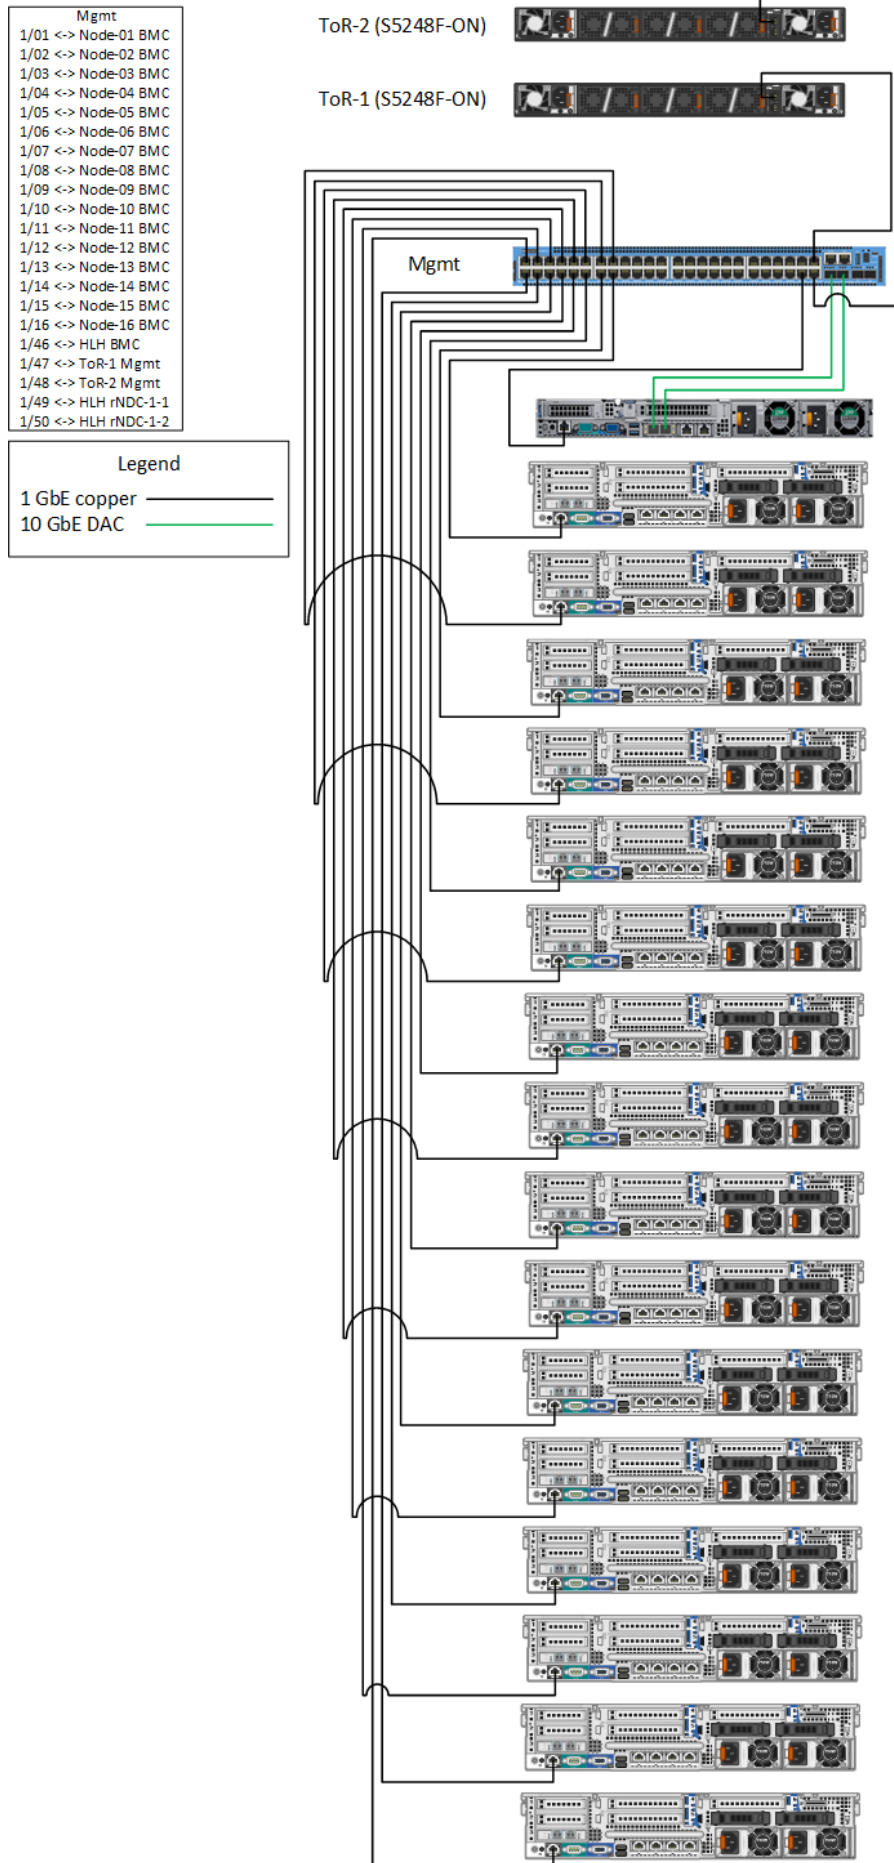 Mgmt
1/01 <-> Node-01 BMC
1/02 <-> Node-02 BMC
1/03 <-> Node-03 BMC
1/04 <-> Node-04 BMC
1/05 <-> Node-05 BMC
1/06 <-> Node-06 BMC
1/07 <-> Node-07 BMC
1/08 <-> Node-08 BMC
1/09 <-> Node-09 BMC
1/10 <-> Node-10 BMC
1/11 <-> Node-11 BMC
1/12 <-> Node-12 BMC
1/13 <-> Node-13 BMC
1/14 <-> Node-14 BMC
1/15 <-> Node-15 BMC
1/16 <-> Node-16 BMC
1/46 <-> HLH BMC
1/47 <-> ToR-1 Mgmt
1/48 <-> ToR-2 Mgmt
1/49 <-> HLH rNDC-1-1
1/50 <-> HLH rNDC-1-2
Legend
1 GbE copper
10 GbE DAC
ToR-2 (S5248F-ON)
ToR-1 (S5248F-ON)
Mgmt